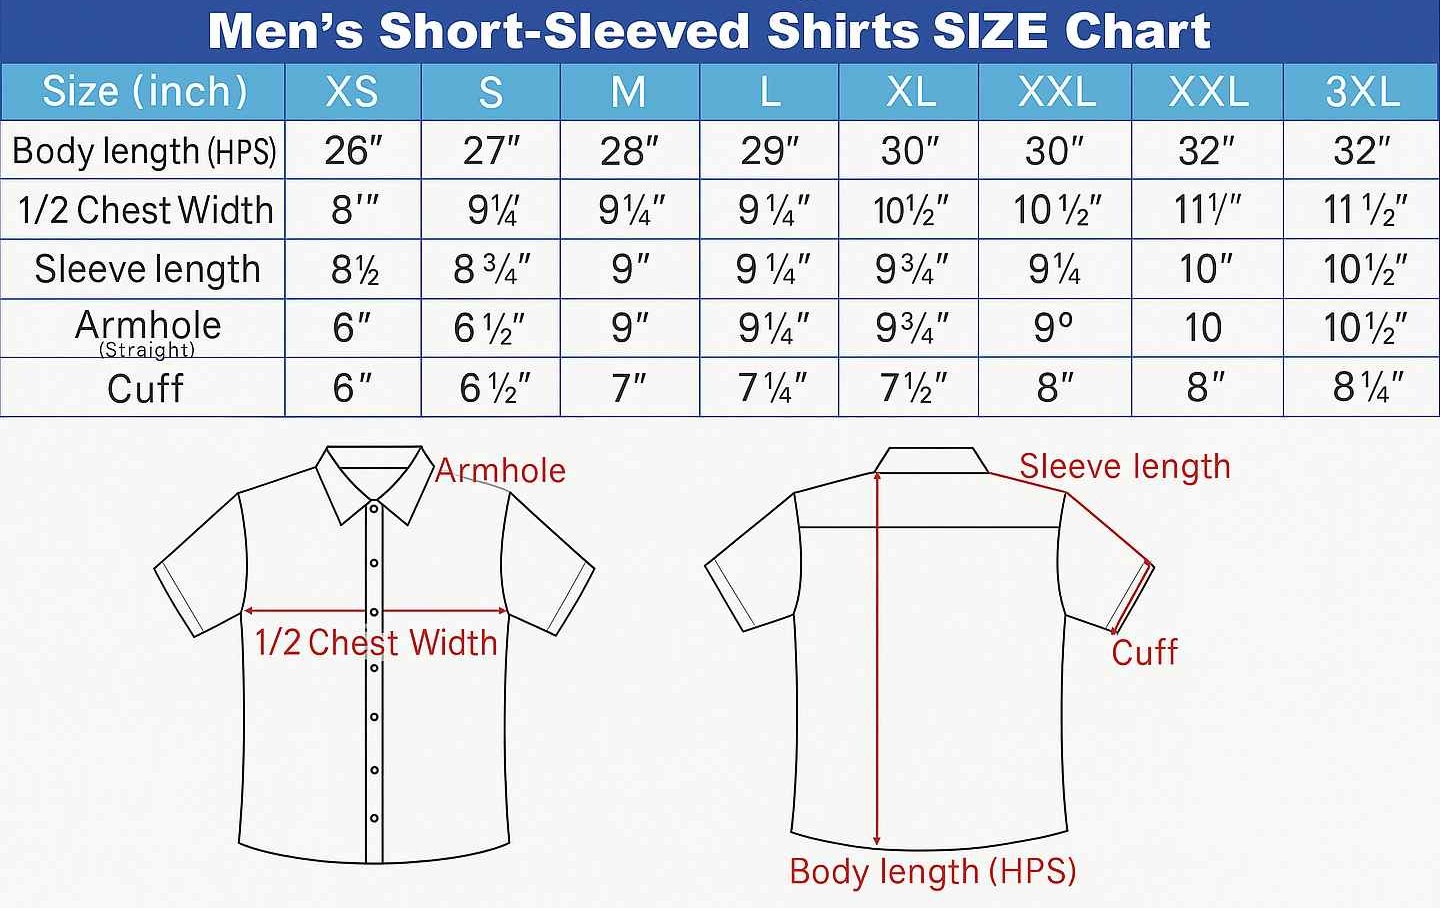 Men's Short-Sleeved Shirts SIZE Chart
Size (inch) XS S M L XL XXL XXL 3XL
Body length (HPS) 26" 27" 28" 29" 30" 30" 32" 32"
1/2 Chest Width 8'" 9¼' 9¼" 9¼" 10½" 10½" 11/" 11½"
Sleeve length 8½ 8¾" 9" 9¼" 9¾" 9¼ 10" 10½"
Armhole 6" 6½" 9" 9¼" 9¾" 9º 10 10½"
(Straight)
Cuff 6" 6½" 7" 7¼" 7½" 8" 8" 8¼"
Armhole
Sleeve length
1/2 Chest Width
Cuff
Body length (HPS)